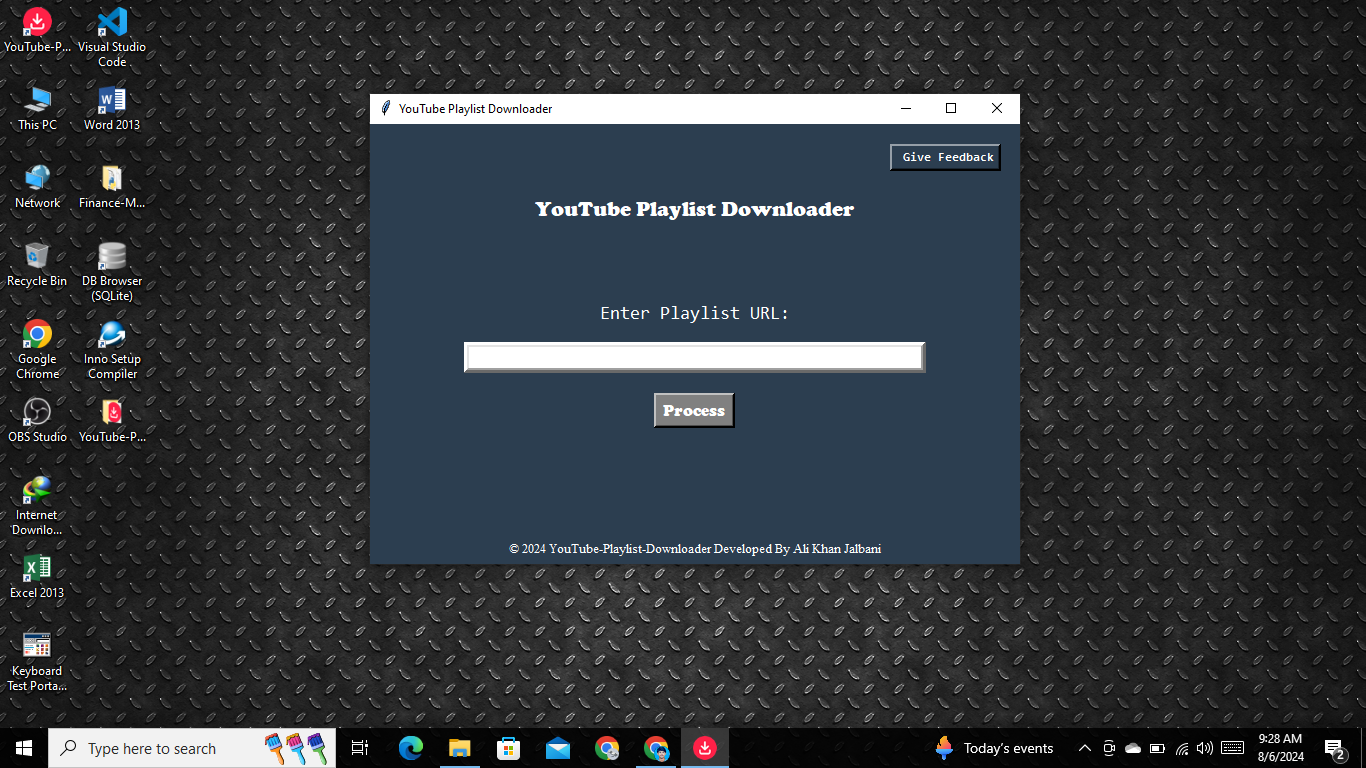 YouTube-P...
Visual Studio
Code
This PC
Word 2013
Network
Finance-M...
Recycle Bin
DB Browser
(SQLite)
Google
Chrome
Inno Setup
Compiler
OBS Studio
YouTube-P...
Internet
Downlo...
Excel 2013
Keyboard
Test Porta...
YouTube Playlist Downloader
Give Feedback
YouTube Playlist Downloader
Enter Playlist URL:
Process
© 2024 YouTube-Playlist-Downloader Developed By Ali Khan Jalbani
Type here to search
Today's events
9:28 AM
8/6/2024
2